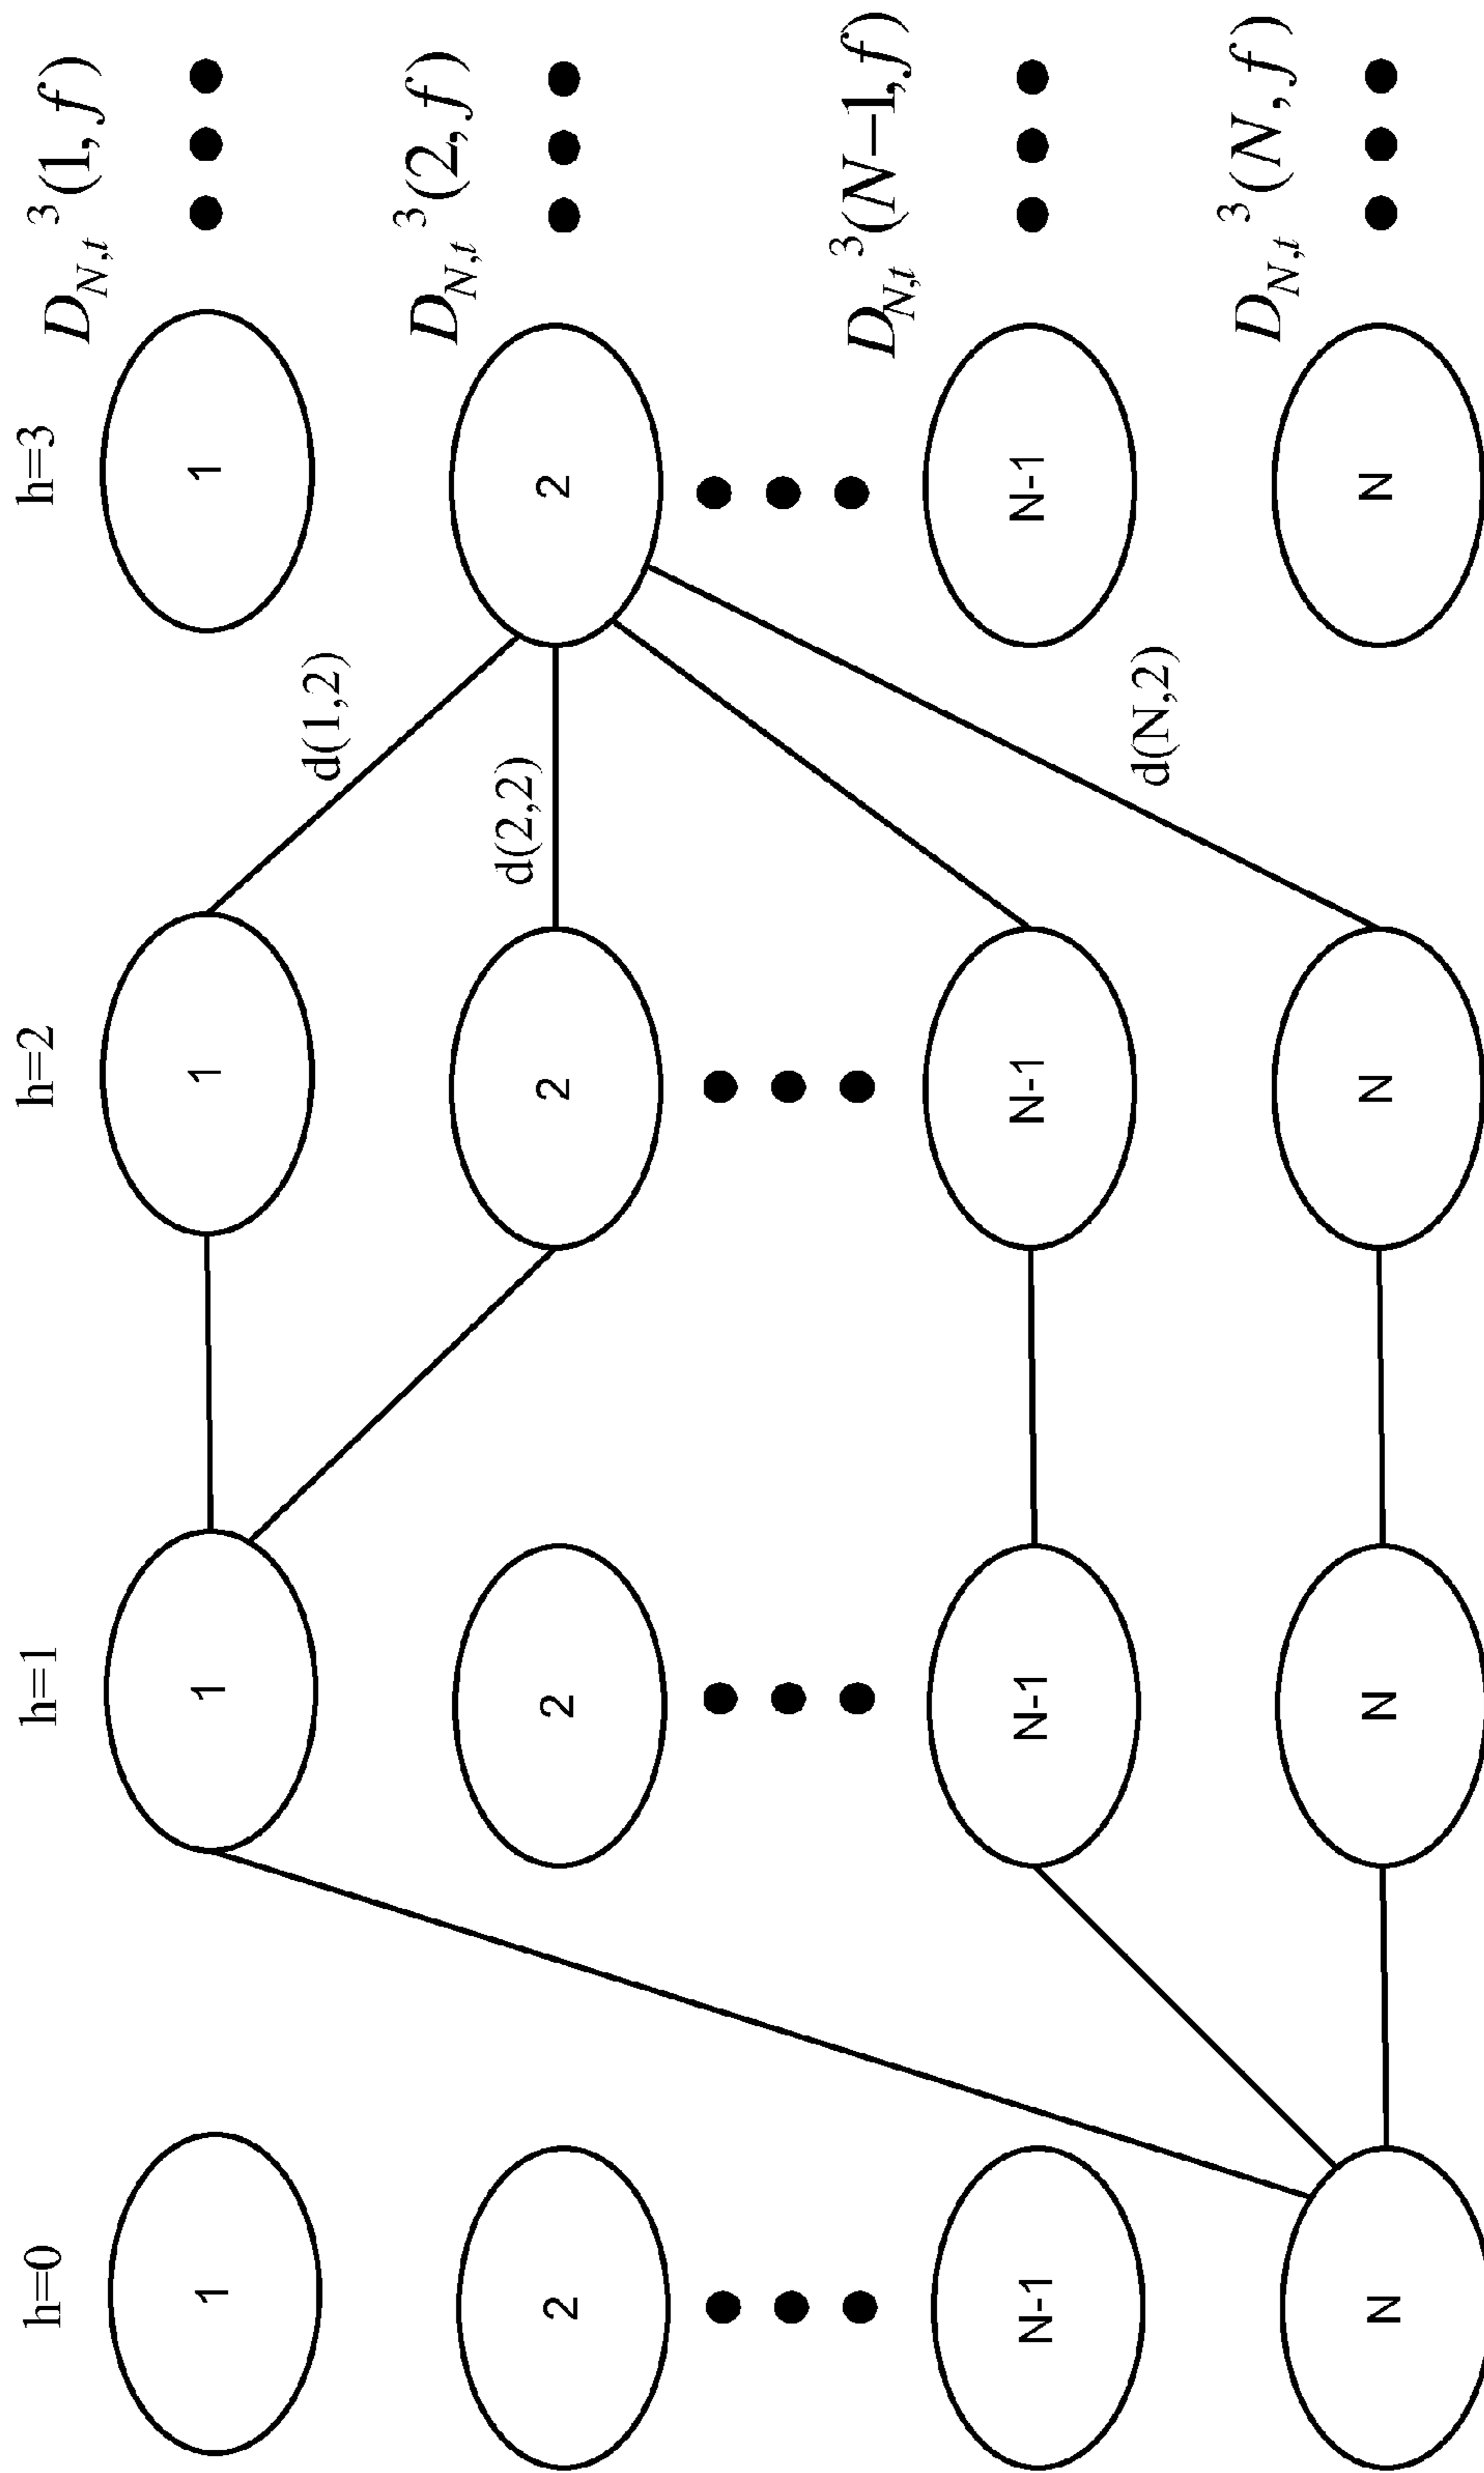 h=0
h=1
h=2
h=3
1
1
1
1
D_{N,t}^3(1, f)
2
2
2
2
D_{N,t}^3(2, f)
N-1
N-1
N-1
N-1
D_{N,t}^3(N−1, f)
N
N
N
N
D_{N,t}^3(N, f)
d(1,2)
d(2,2)
d(N,2)